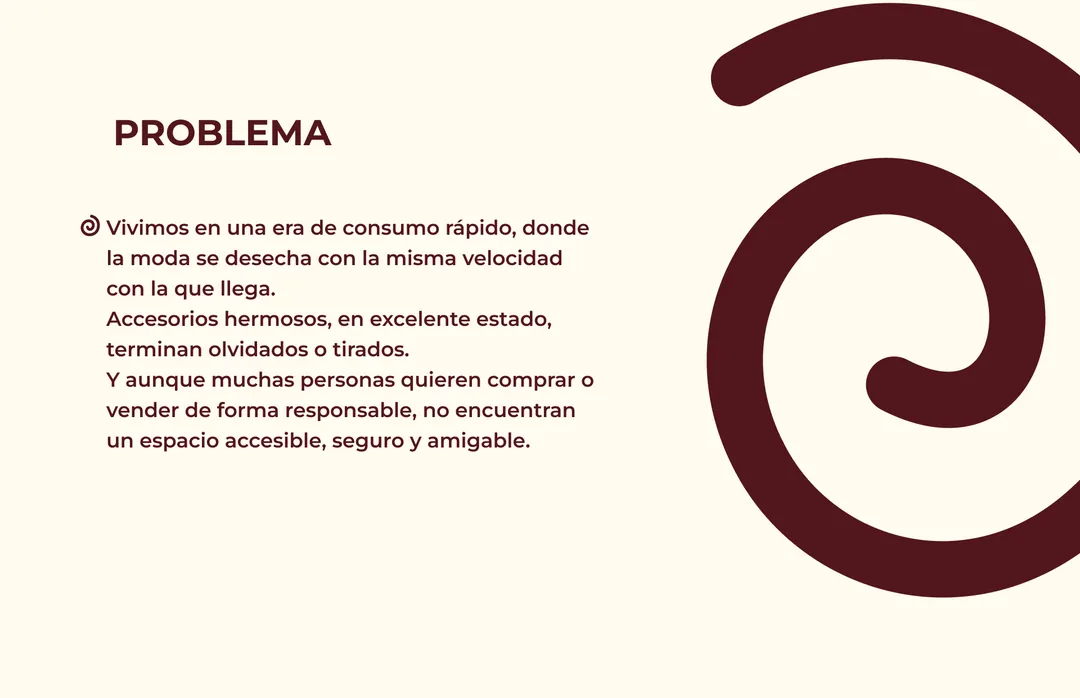 PROBLEMA
Vivimos en una era de consumo rápido, donde
la moda se desecha con la misma velocidad
con la que llega.
Accesorios hermosos, en excelente estado,
terminan olvidados o tirados.
Y aunque muchas personas quieren comprar o
vender de forma responsable, no encuentran
un espacio accesible, seguro y amigable.